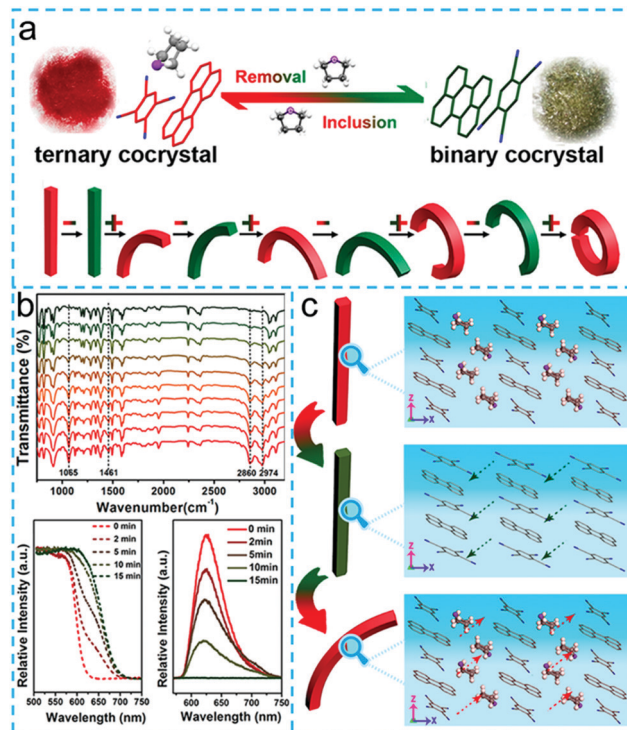 a
Removal
Inclusion
ternary cocrystal
binary cocrystal
− + − + − + − +
b
Transmittance (%)
1065 1461 2860 2974
1000 1500 2000 2500 3000
Wavenumber(cm⁻¹)
Relative Intensity (a.u.)
0 min
2 min
5 min
10 min
15 min
500 550 600 650 700 750
Wavelength (nm)
Relative Intensity (a.u.)
0 min
2min
5min
10min
15min
600 650 700 750
Wavelength (nm)
c
Z
X
Z
X
Z
X